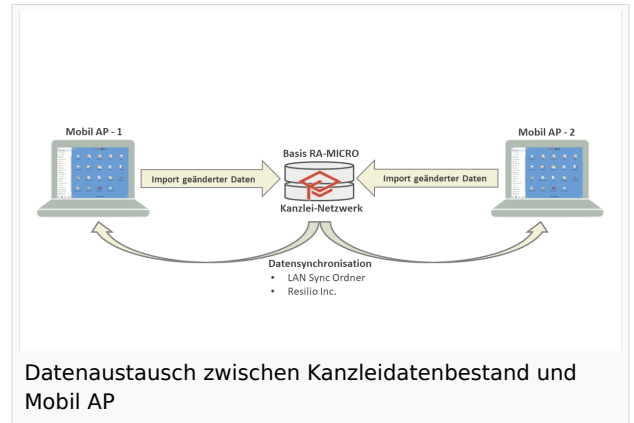 Mobil AP - 1
Mobil AP - 2
Basis RA-MICRO
Import geänderter Daten
Import geänderter Daten
Kanzlei-Netzwerk
Datensynchronisation
• LAN Sync Ordner
• Resilio Inc.
Datenaustausch zwischen Kanzleidatenbestand und
Mobil AP